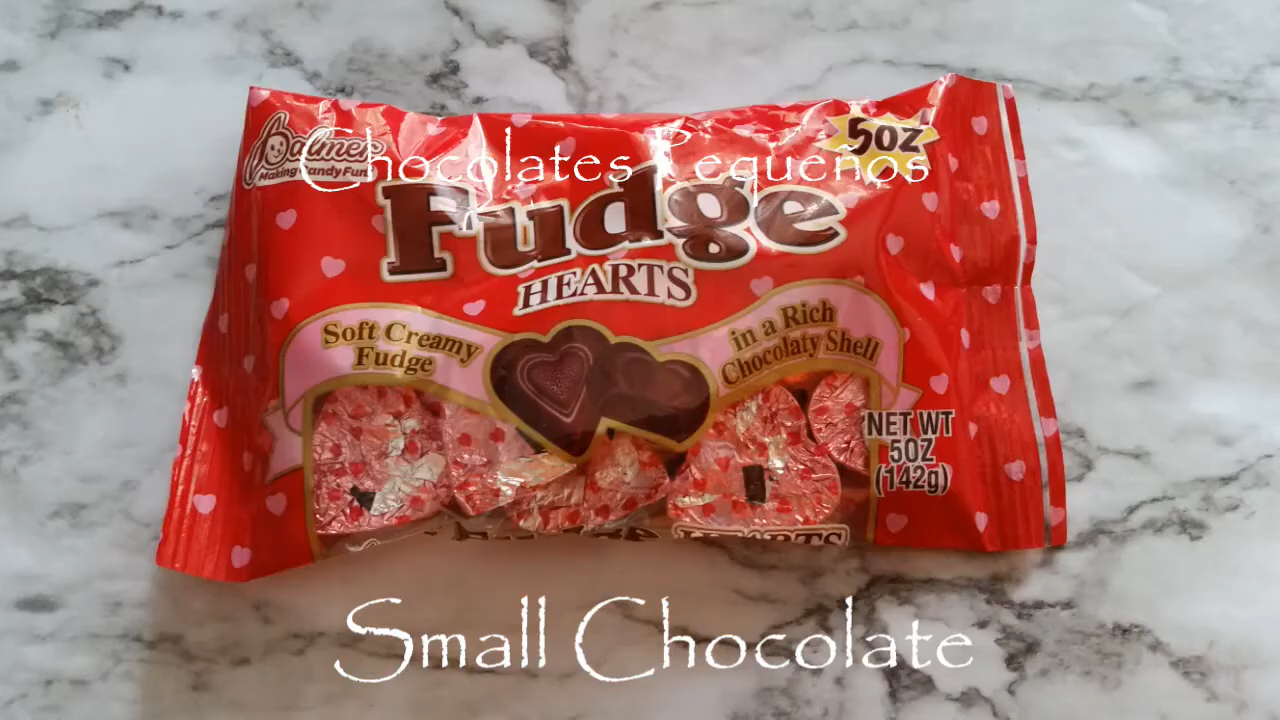 Palmer
Making Candy Fun
Chocolates Pequeños
5OZ
Fudge
HEARTS
Soft Creamy
Fudge
in a Rich
Chocolaty Shell
NET WT
5OZ
(142g)
HEARTS
Small Chocolate